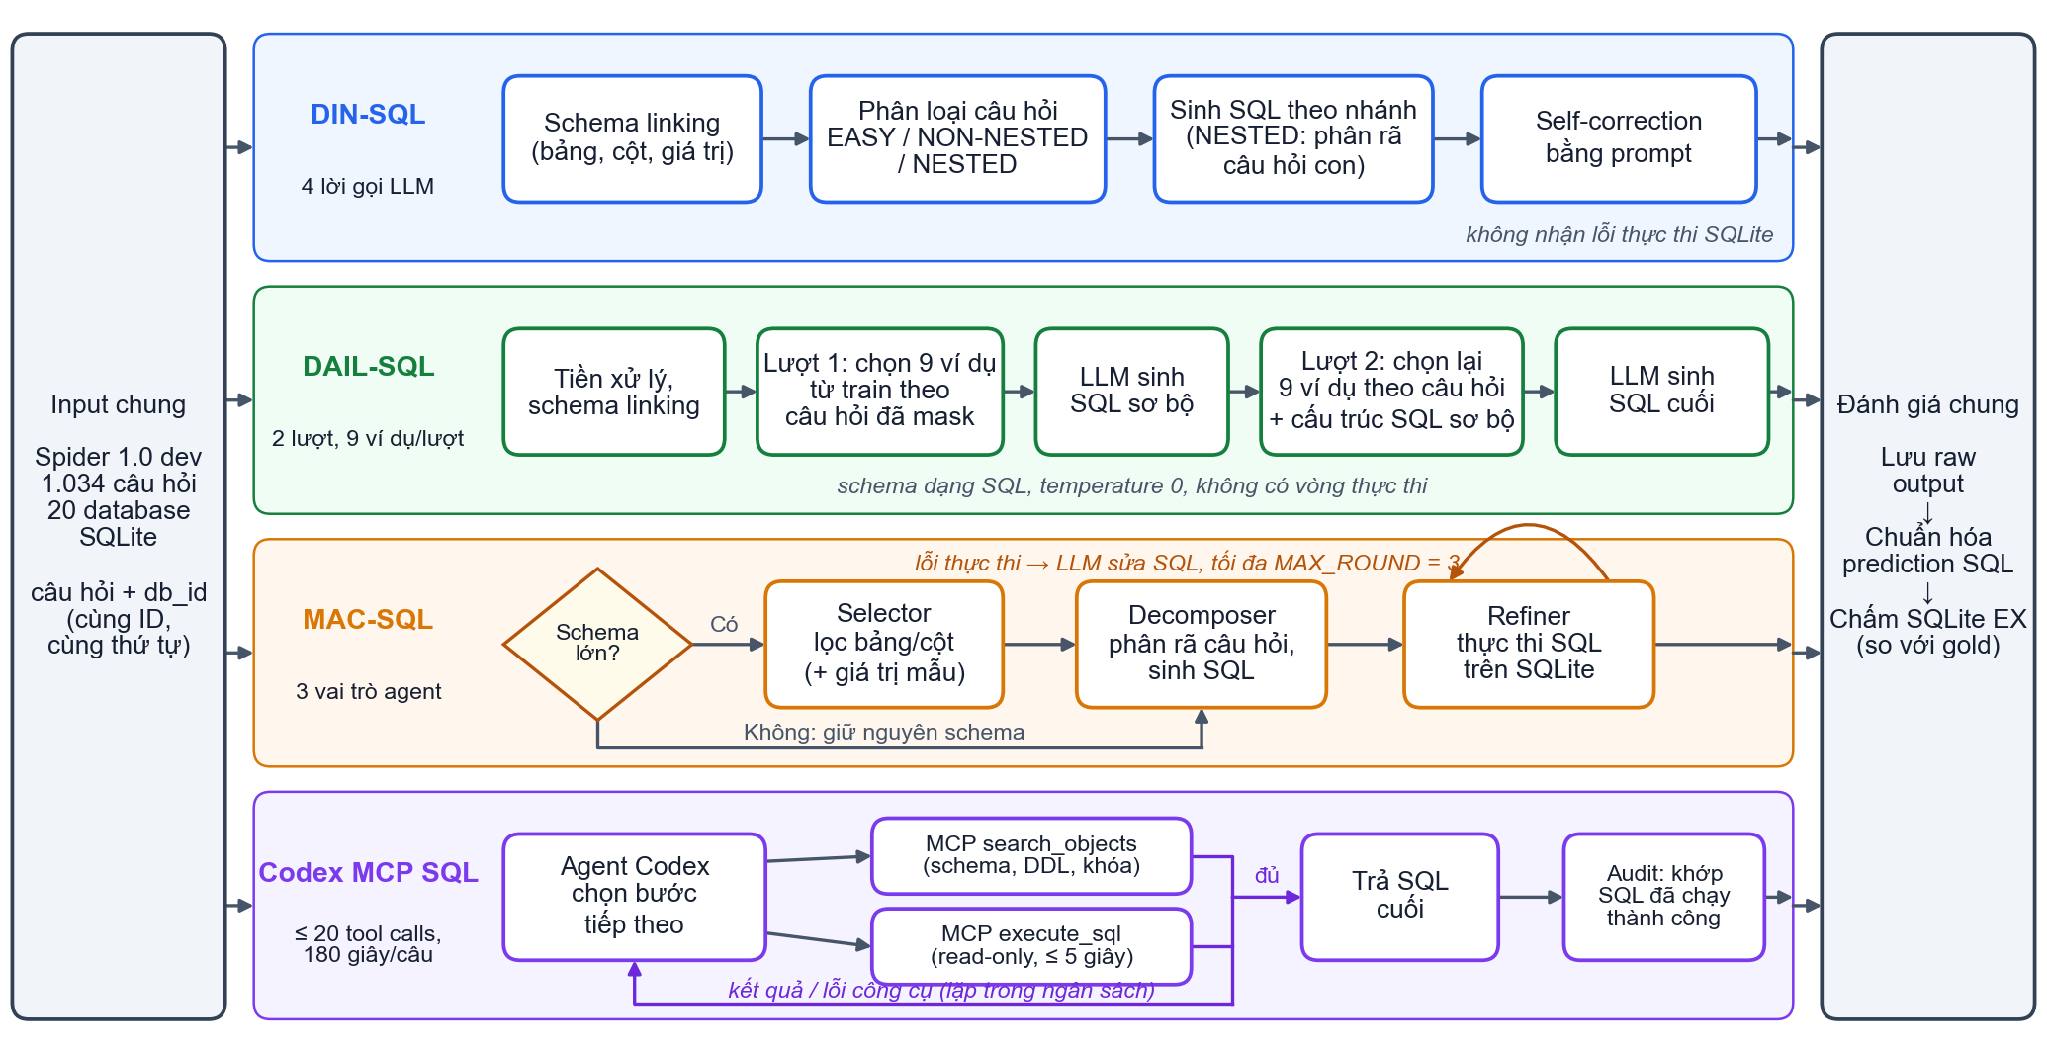 Input chung
Spider 1.0 dev
1.034 câu hỏi
20 database
SQLite
câu hỏi + db_id
(cùng ID,
cùng thứ tự)
DIN-SQL
4 lời gọi LLM
Schema linking
(bảng, cột, giá trị)
Phân loại câu hỏi
EASY / NON-NESTED
/ NESTED
Sinh SQL theo nhánh
(NESTED: phân rã
câu hỏi con)
Self-correction
bằng prompt
không nhận lỗi thực thi SQLite
DAIL-SQL
2 lượt, 9 ví dụ/lượt
Tiền xử lý,
schema linking
Lượt 1: chọn 9 ví dụ
từ train theo
câu hỏi đã mask
LLM sinh
SQL sơ bộ
Lượt 2: chọn lại
9 ví dụ theo câu hỏi
+ cấu trúc SQL sơ bộ
LLM sinh
SQL cuối
schema dạng SQL, temperature 0, không có vòng thực thi
MAC-SQL
3 vai trò agent
lỗi thực thi → LLM sửa SQL, tối đa MAX_ROUND = 3
Schema
lớn?
Có
Selector
lọc bảng/cột
(+ giá trị mẫu)
Decomposer
phân rã câu hỏi,
sinh SQL
Refiner
thực thi SQL
trên SQLite
Không: giữ nguyên schema
Codex MCP SQL
≤ 20 tool calls,
180 giây/câu
Agent Codex
chọn bước
tiếp theo
MCP search_objects
(schema, DDL, khóa)
MCP execute_sql
(read-only, ≤ 5 giây)
kết quả / lỗi công cụ (lặp trong ngân sách)
đủ
Trả SQL
cuối
Audit: khớp
SQL đã chạy
thành công
Đánh giá chung
Lưu raw
output
↓
Chuẩn hóa
prediction SQL
↓
Chấm SQLite EX
(so với gold)